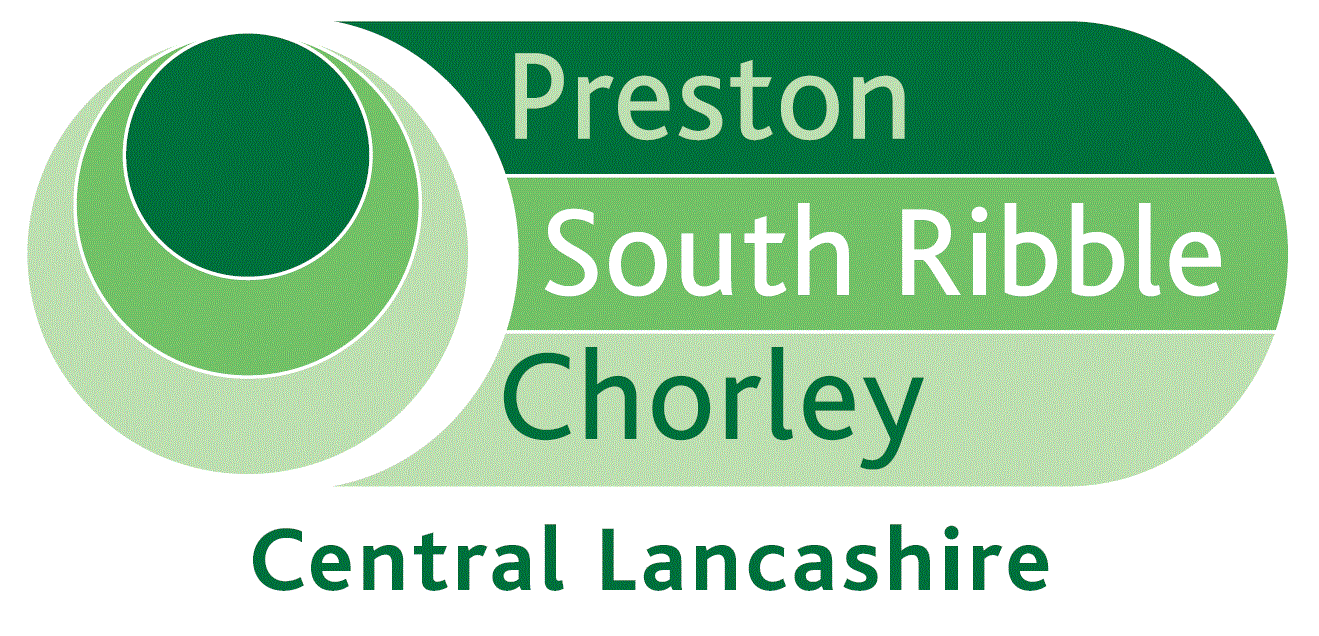 Preston
South Ribble
Chorley
Central Lancashire